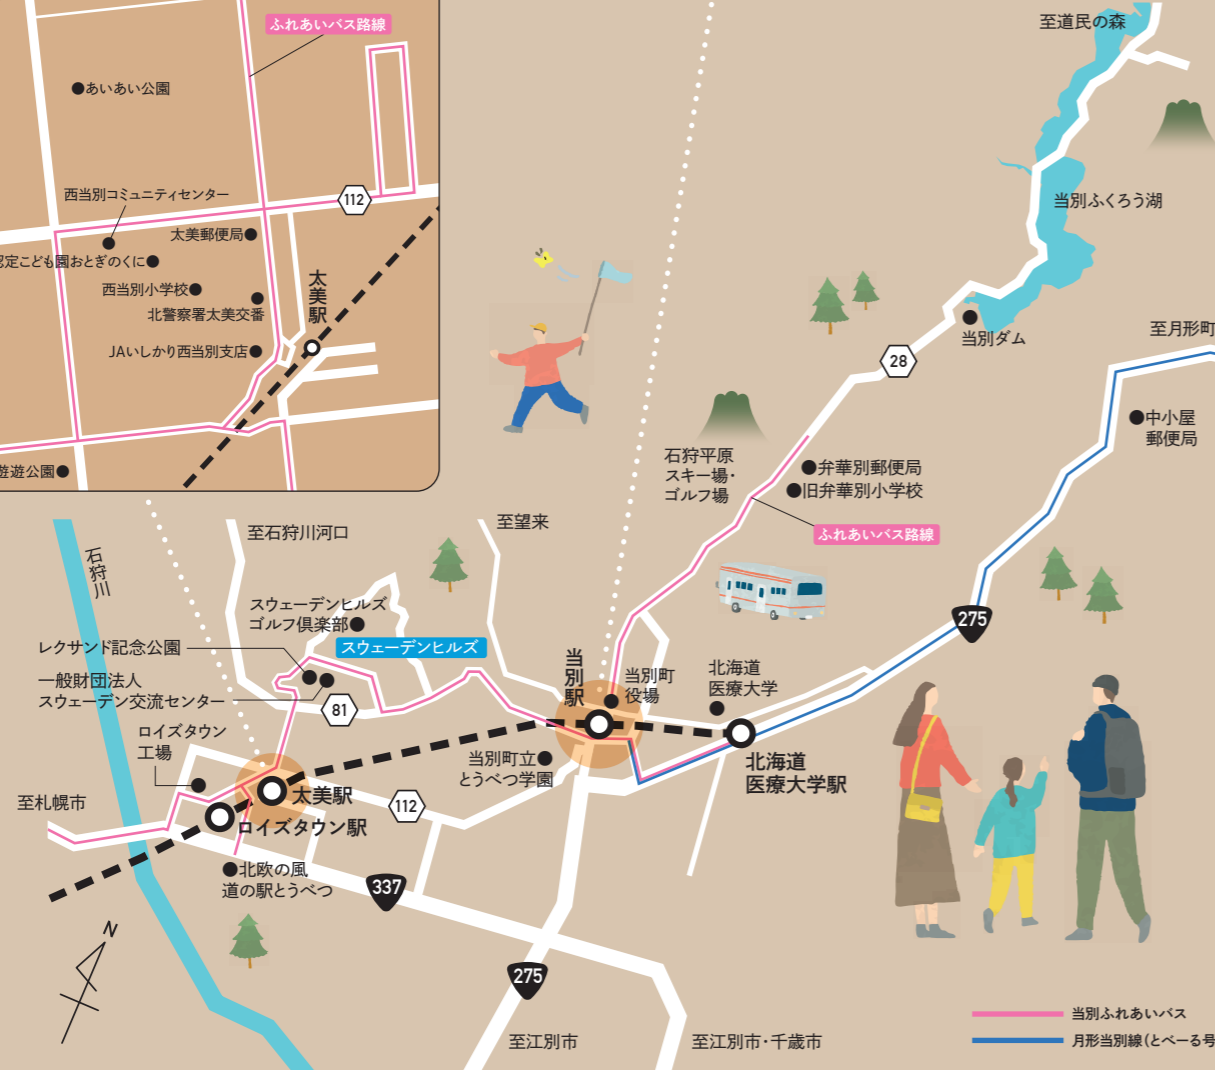 ふれあいバス路線
あいあい公園
西当別コミュニティセンター
112
太美郵便局
認定こども園おとぎのくに
西当別小学校
北警察署太美交番
太美駅
JAいしかり西当別支店
遊遊公園
至道民の森
当別ふくろう湖
当別ダム
至月形町
28
中小屋
郵便局
石狩平原
スキー場・
ゴルフ場
弁華別郵便局
旧弁華別小学校
ふれあいバス路線
石狩川
至石狩川河口
至望来
スウェーデンヒルズ
ゴルフ倶楽部
スウェーデンヒルズ
レクサンド記念公園
一般財団法人
スウェーデン交流センター
81
ロイズタウン
工場
至札幌市
太美駅
ロイズタウン駅
北欧の風
道の駅とうべつ
112
337
当別駅
当別町
役場
当別町立
とうべつ学園
北海道
医療大学
北海道
医療大学駅
275
N
275
至江別市
至江別市・千歳市
当別ふれあいバス
月形当別線(とべーる号